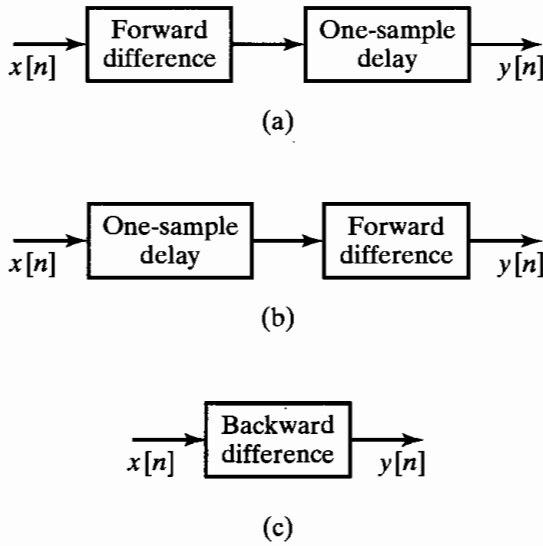 Forward
difference
One-sample
delay
x[n]
y[n]
(a)
One-sample
delay
Forward
difference
x[n]
y[n]
(b)
Backward
difference
x[n]
y[n]
(c)